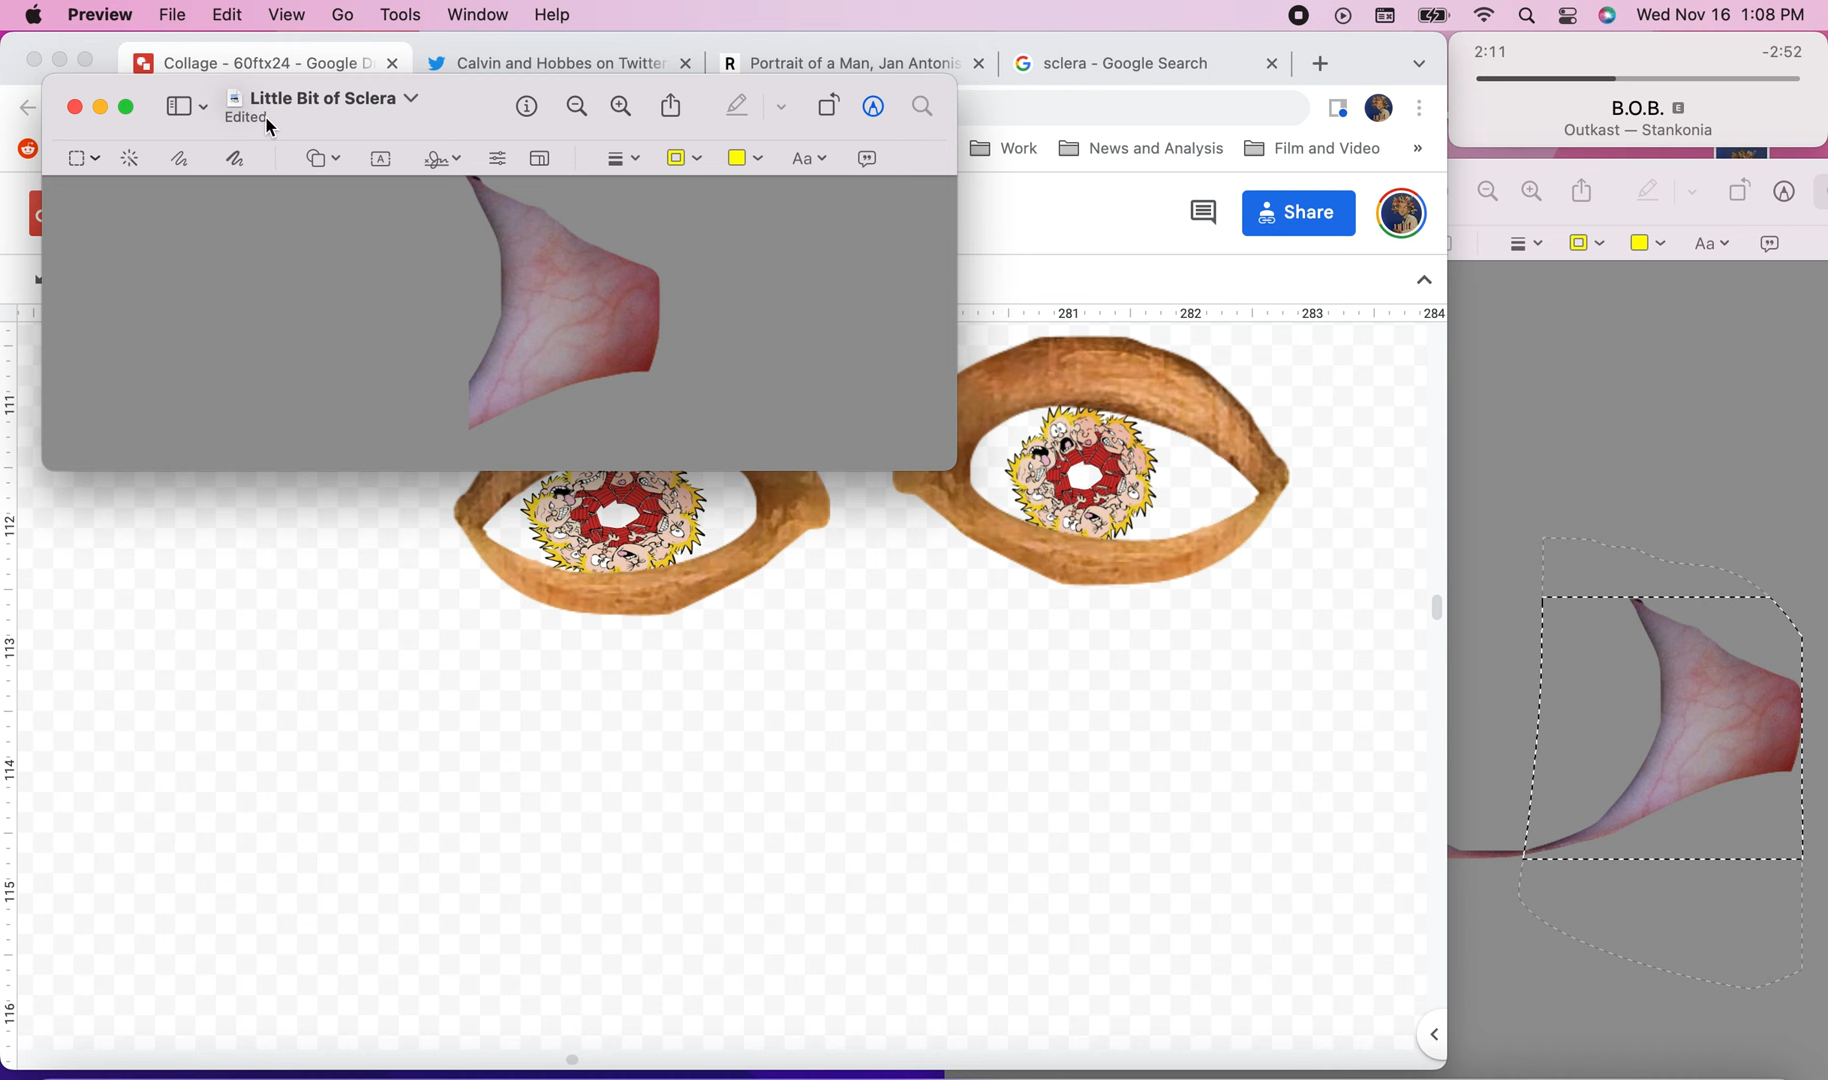 Preview File Edit View Go Tools Window Help Wed Nov 16 1:08 PM
Collage - 60ftx24 - Google D
Calvin and Hobbes on Twitter
R Portrait of a Man, Jan Antonis
sclera - Google Search
2:11 -2:52
B.O.B. E
Outkast — Stankonia
Little Bit of Sclera
Edited
Aa
Work News and Analysis Film and Video »
Share
Aa
281 282 283 284
111
112
113
114
115
116